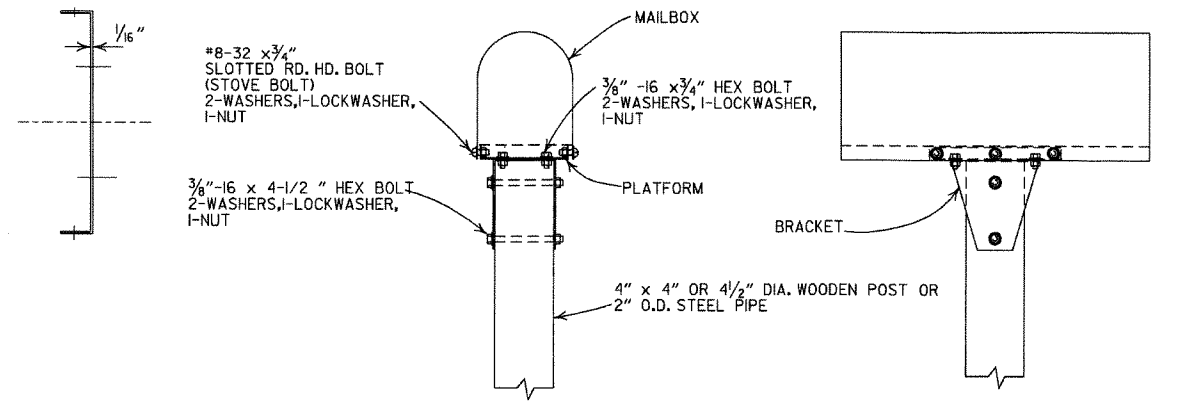 1/16"
#8-32 x3/4"
SLOTTED RD. HD. BOLT
(STOVE BOLT)
2-WASHERS,1-LOCKWASHER,
1-NUT
MAILBOX
3/8" -16 x3/4" HEX BOLT
2-WASHERS, 1-LOCKWASHER,
1-NUT
3/8"-16 x 4-1/2 " HEX BOLT
2-WASHERS,1-LOCKWASHER,
1-NUT
PLATFORM
BRACKET
4" x 4" OR 4 1/2" DIA. WOODEN POST OR
2" O.D. STEEL PIPE